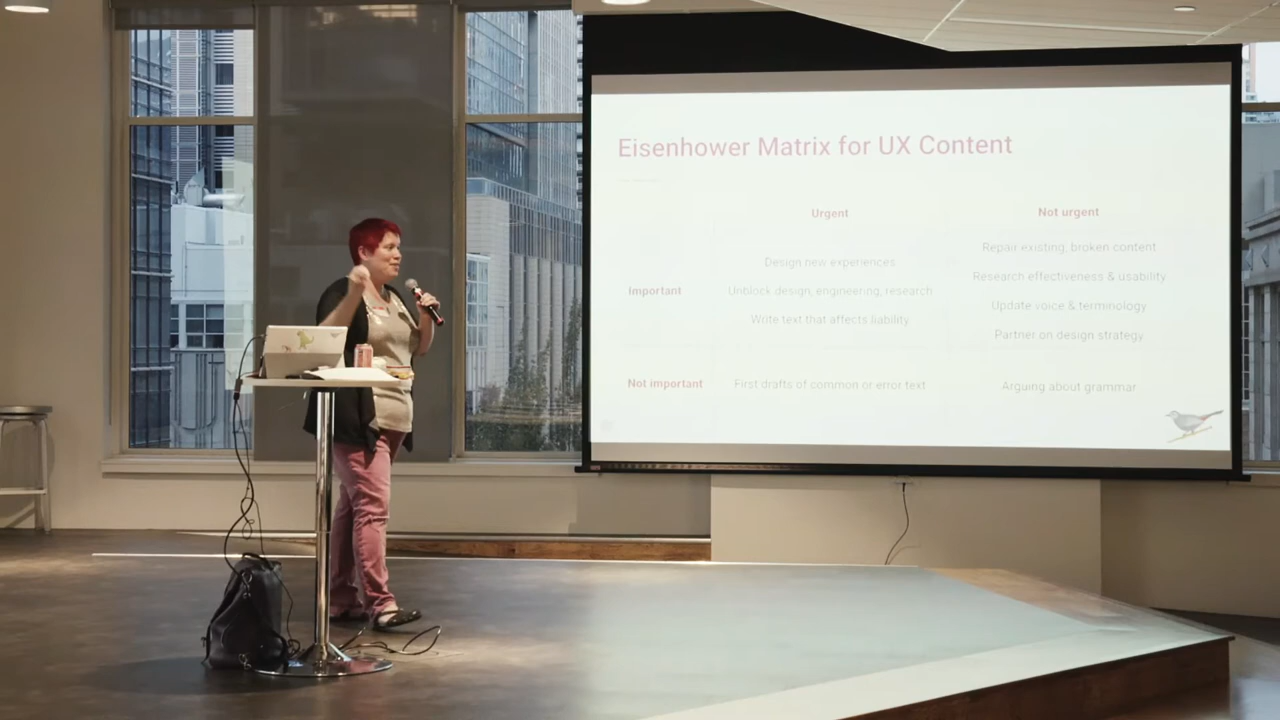 Eisenhower Matrix for UX Content
Urgent
Not urgent
Important
Design new experiences
Unblock design, engineering, research
Write text that affects liability
Repair existing, broken content
Research effectiveness & usability
Update voice & terminology
Partner on design strategy
Not important
First drafts of common or error text
Arguing about grammar